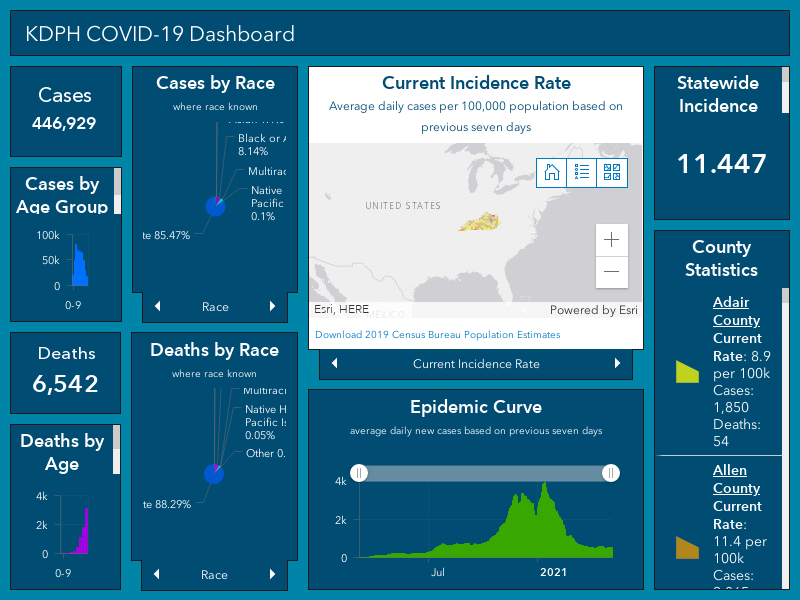 KDPH COVID-19 Dashboard
Cases
446,929
Cases by
Age Group
100k
50k
0
0-9
Deaths
6,542
Deaths by
Age
4k
2k
0
0-9
Cases by Race
where race known
Black or A
8.14%
Multirac
Native
Pacific
0.1%
te 85.47%
Race
Deaths by Race
where race known
Multirac
Native H
Pacific Is
0.05%
Other 0.
te 88.29%
Race
Current Incidence Rate
Average daily cases per 100,000 population based on
previous seven days
UNITED STATES
Esri, HERE
Powered by Esri
Download 2019 Census Bureau Population Estimates
Current Incidence Rate
Epidemic Curve
average daily new cases based on previous seven days
4k
2k
0
Jul
2021
Statewide
Incidence
11.447
County
Statistics
Adair
County
Current
Rate: 8.9
per 100k
Cases:
1,850
Deaths:
54
Allen
County
Current
Rate:
11.4 per
100k
Cases: